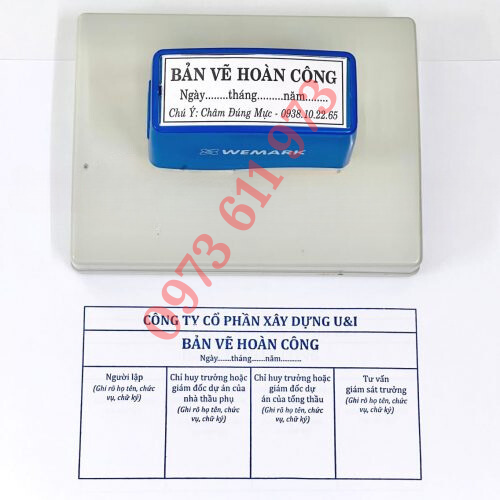 BẢN VẼ HOÀN CÔNG
Ngày........tháng.........năm........
Chú Ý: Châm Đúng Mực - 0938.10.22.65
WEMARK
0973 611 973
CÔNG TY CỔ PHẦN XÂY DỰNG U&I
BẢN VẼ HOÀN CÔNG
Ngày......tháng.......năm..........
Người lập
(Ghi rõ họ tên, chức
vụ, chữ ký)
Chỉ huy trưởng hoặc
giám đốc dự án của
nhà thầu phụ
(Ghi rõ họ tên, chức
vụ, chữ ký)
Chỉ huy trưởng hoặc
giám đốc dự
án của tổng thầu
(Ghi rõ họ tên, chức
vụ, chữ ký)
Tư vấn
giám sát trưởng
(Ghi rõ họ tên, chức
vụ, chữ ký)